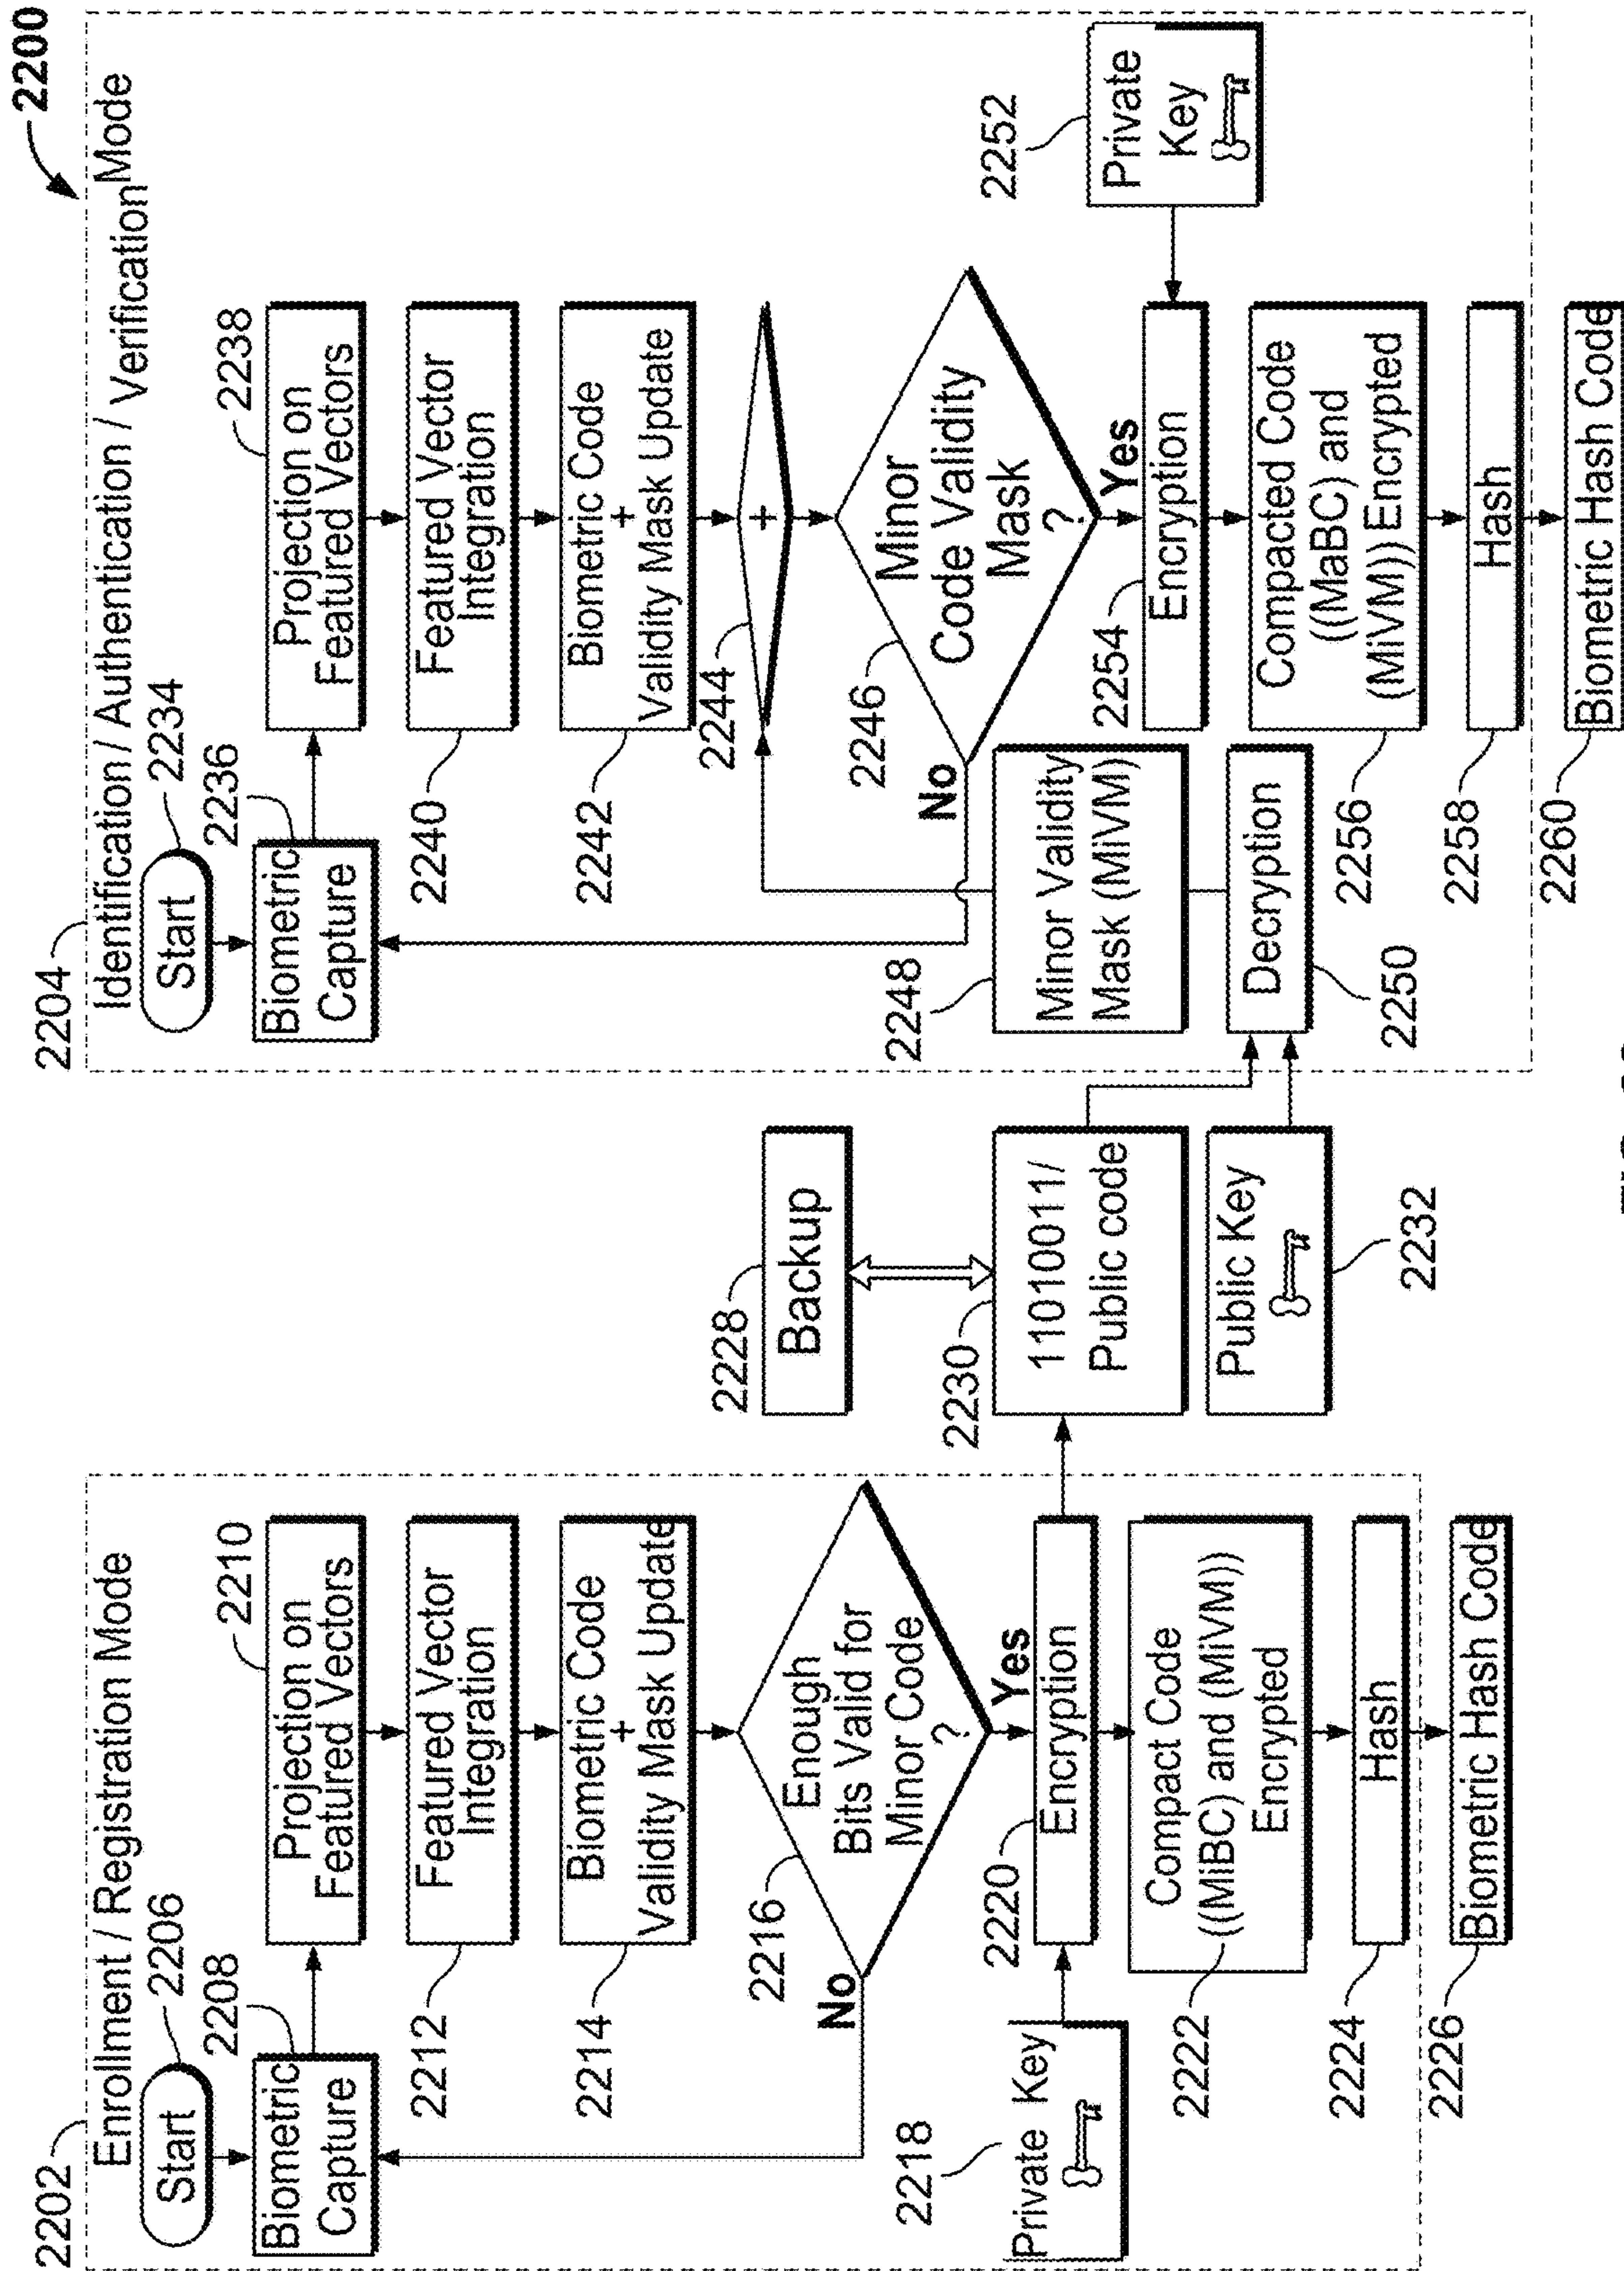 2200
2202
Enrollment / Registration Mode
Start
2206
Biometric
Capture
2208
Projection on
Featured Vectors
2210
Featured Vector
Integration
2212
Biometric Code
+
Validity Mask Update
2214
Enough
Bits Valid for
Minor Code
?
2216
No
Yes
Private Key
2218
Encryption
2220
Compact Code
((MiBC) and (MiVM))
Encrypted
2222
Hash
2224
Biometric Hash Code
2226
Backup
2228
11010011/
Public code
2230
Public Key
2232
2204
Identification / Authentication / Verification Mode
Start
2234
Biometric
Capture
2236
Projection on
Featured Vectors
2238
Featured Vector
Integration
2240
Biometric Code
+
Validity Mask Update
2242
+
2244
Minor
Code Validity
Mask
?
2246
No
Yes
Minor Validity
Mask (MiVM)
2248
Decryption
2250
Private
Key
2252
Encryption
2254
Compacted Code
((MaBC) and
(MiVM)) Encrypted
2256
Hash
2258
Biometric Hash Code
2260